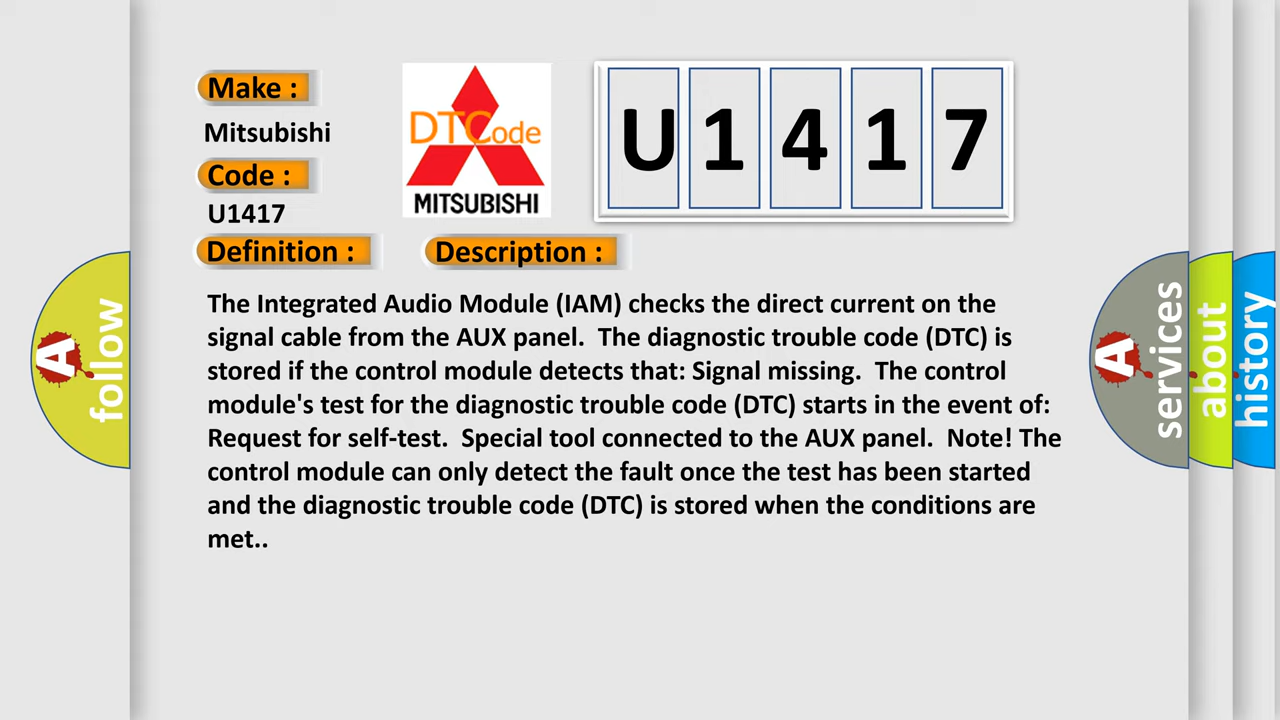 Make :
Mitsubishi
Code :
U1417
DTCode
MITSUBISHI
U1417
Definition :
Description :
The Integrated Audio Module (IAM) checks the direct current on the
signal cable from the AUX panel.  The diagnostic trouble code (DTC) is
stored if the control module detects that: Signal missing.  The control
module's test for the diagnostic trouble code (DTC) starts in the event of:
Request for self-test.  Special tool connected to the AUX panel.  Note! The
control module can only detect the fault once the test has been started
and the diagnostic trouble code (DTC) is stored when the conditions are
met..
A
follow
A
services
about
history